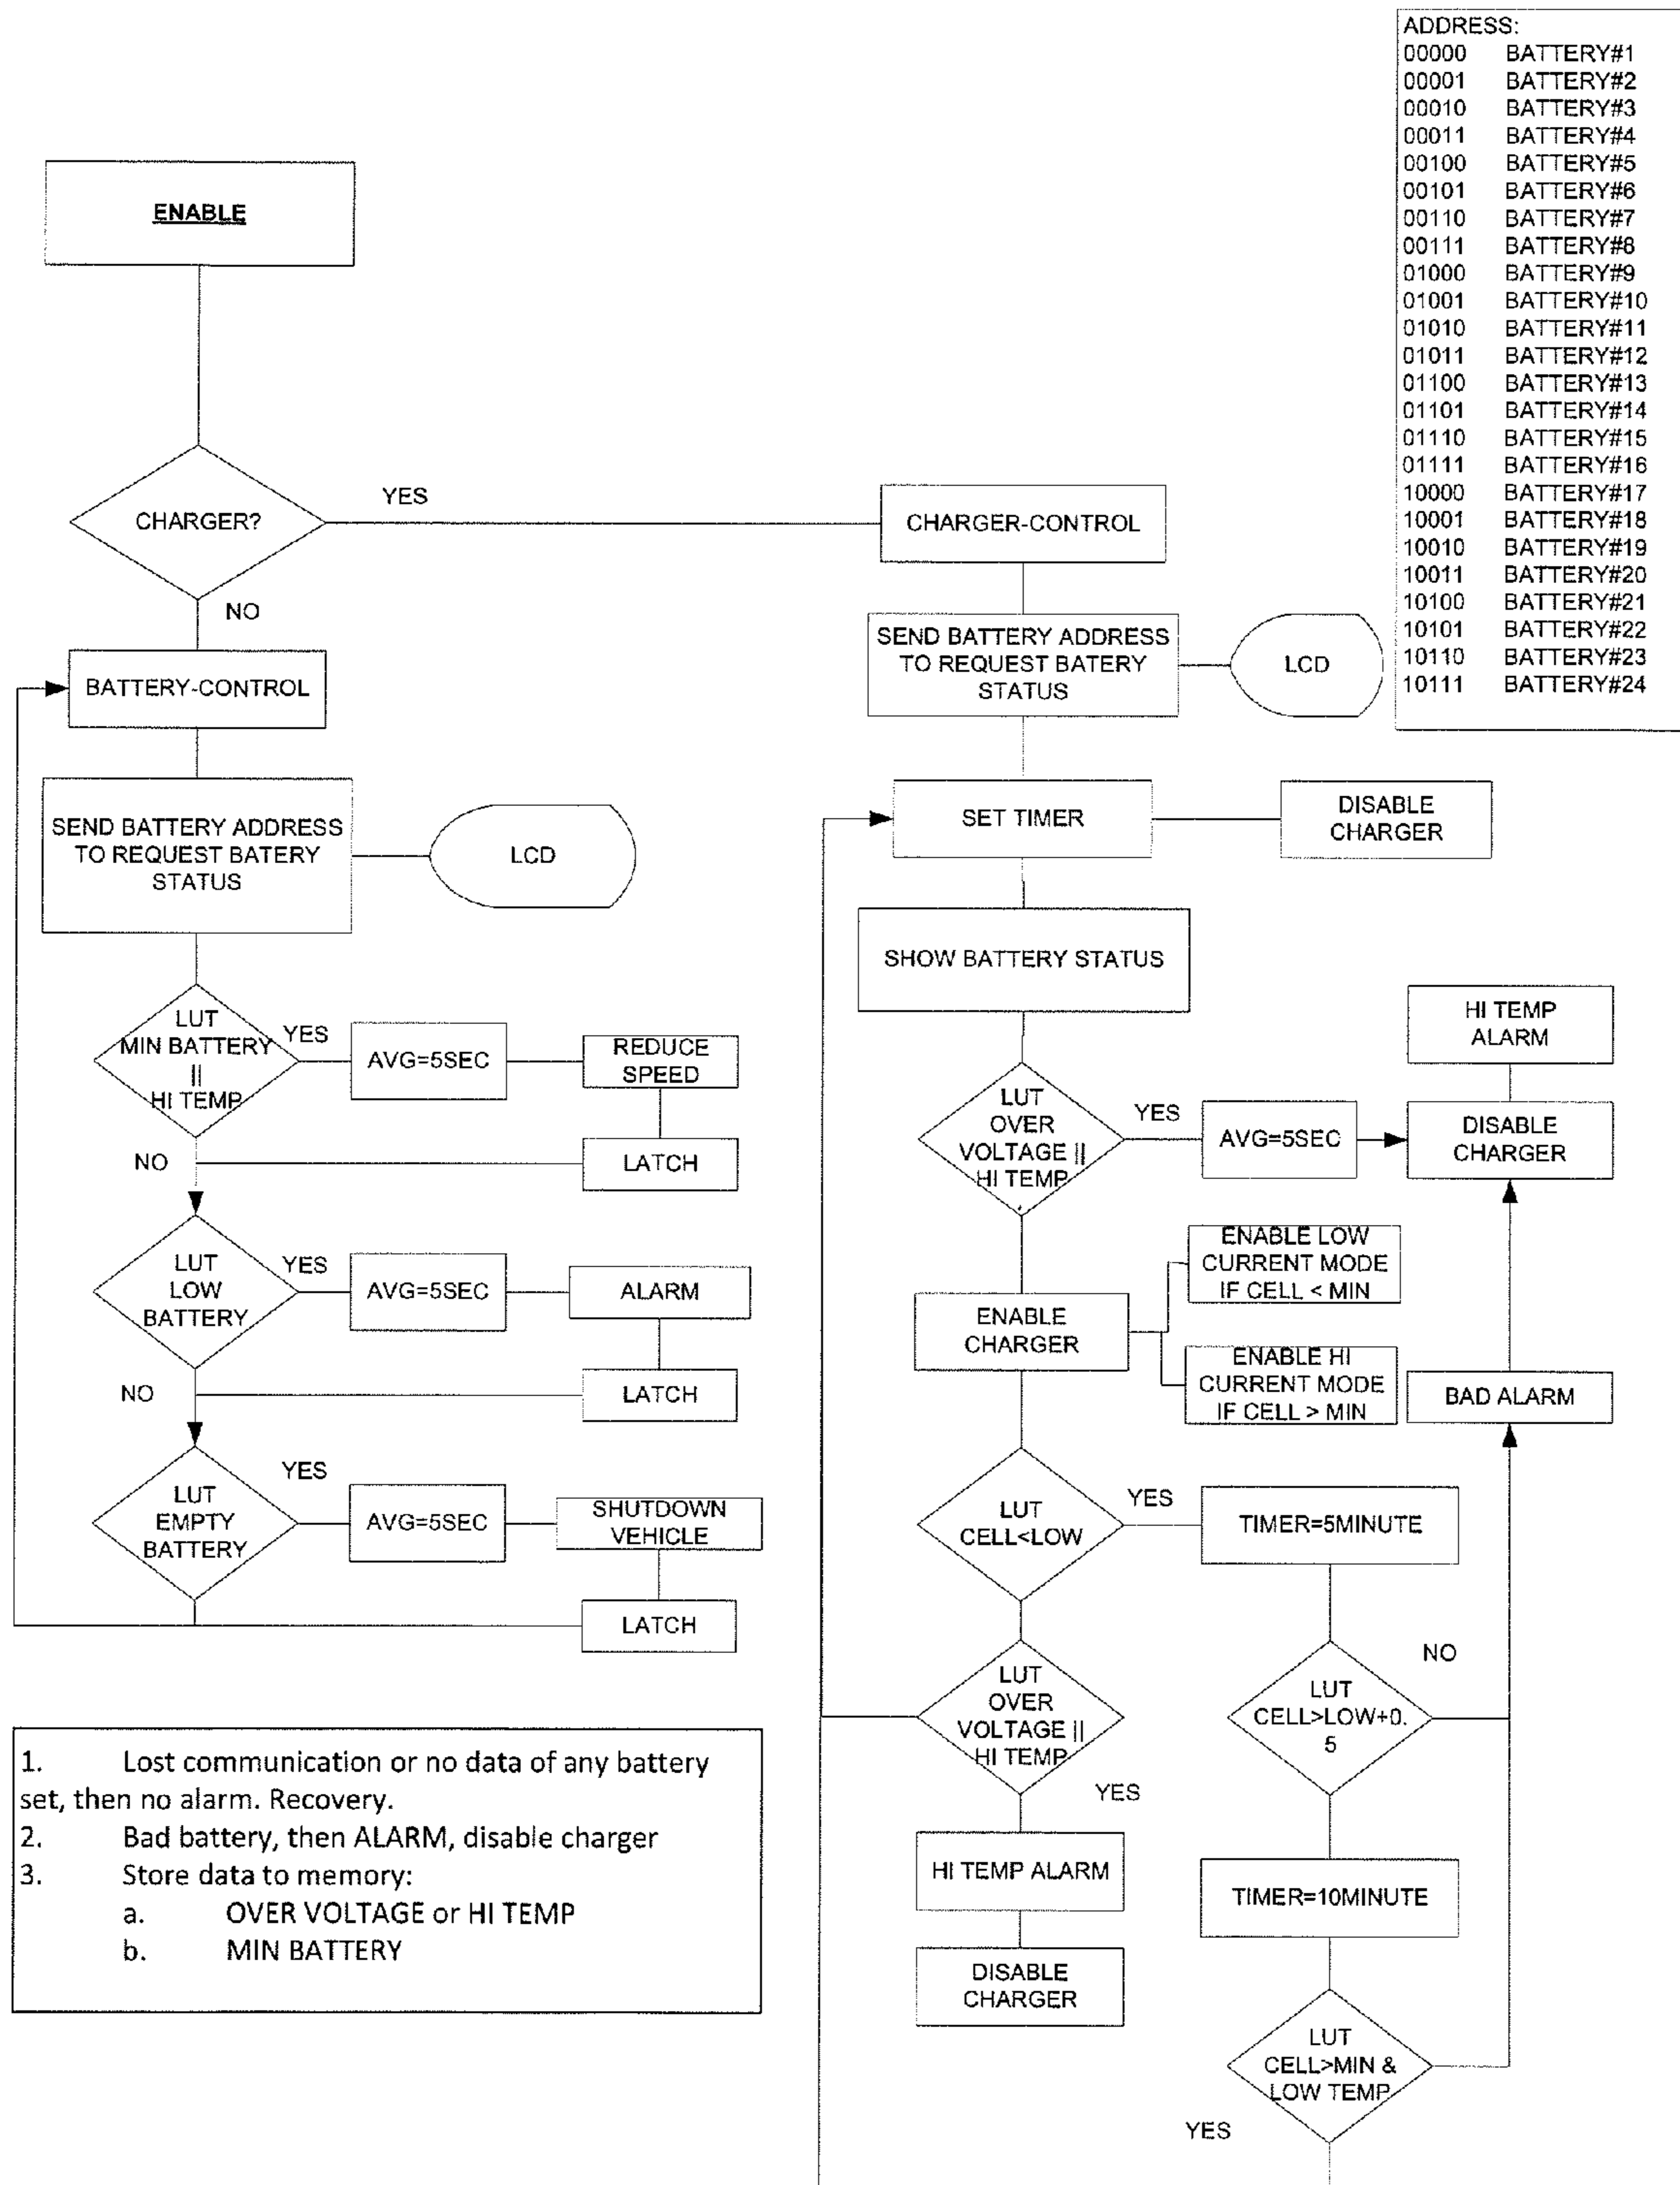 ENABLE
CHARGER?
YES
NO
BATTERY-CONTROL
SEND BATTERY ADDRESS
TO REQUEST BATERY
STATUS
LCD
LUT
MIN BATTERY
||
HI TEMP
YES
AVG=5SEC
REDUCE
SPEED
LATCH
NO
LUT
LOW
BATTERY
YES
AVG=5SEC
ALARM
LATCH
NO
LUT
EMPTY
BATTERY
YES
AVG=5SEC
SHUTDOWN
VEHICLE
LATCH
CHARGER-CONTROL
SEND BATTERY ADDRESS
TO REQUEST BATERY
STATUS
LCD
SET TIMER
DISABLE
CHARGER
SHOW BATTERY STATUS
LUT
OVER
VOLTAGE ||
HI TEMP
YES
AVG=5SEC
DISABLE
CHARGER
HI TEMP
ALARM
ENABLE
CHARGER
ENABLE LOW
CURRENT MODE
IF CELL < MIN
ENABLE HI
CURRENT MODE
IF CELL > MIN
BAD ALARM
LUT
CELL<LOW
YES
TIMER=5MINUTE
LUT
CELL>LOW+0.
5
NO
TIMER=10MINUTE
LUT
CELL>MIN &
LOW TEMP
YES
LUT
OVER
VOLTAGE ||
HI TEMP
YES
HI TEMP ALARM
DISABLE
CHARGER
ADDRESS:
00000 BATTERY#1
00001 BATTERY#2
00010 BATTERY#3
00011 BATTERY#4
00100 BATTERY#5
00101 BATTERY#6
00110 BATTERY#7
00111 BATTERY#8
01000 BATTERY#9
01001 BATTERY#10
01010 BATTERY#11
01011 BATTERY#12
01100 BATTERY#13
01101 BATTERY#14
01110 BATTERY#15
01111 BATTERY#16
10000 BATTERY#17
10001 BATTERY#18
10010 BATTERY#19
10011 BATTERY#20
10100 BATTERY#21
10101 BATTERY#22
10110 BATTERY#23
10111 BATTERY#24
1. Lost communication or no data of any battery
set, then no alarm. Recovery.
2. Bad battery, then ALARM, disable charger
3. Store data to memory:
a. OVER VOLTAGE or HI TEMP
b. MIN BATTERY